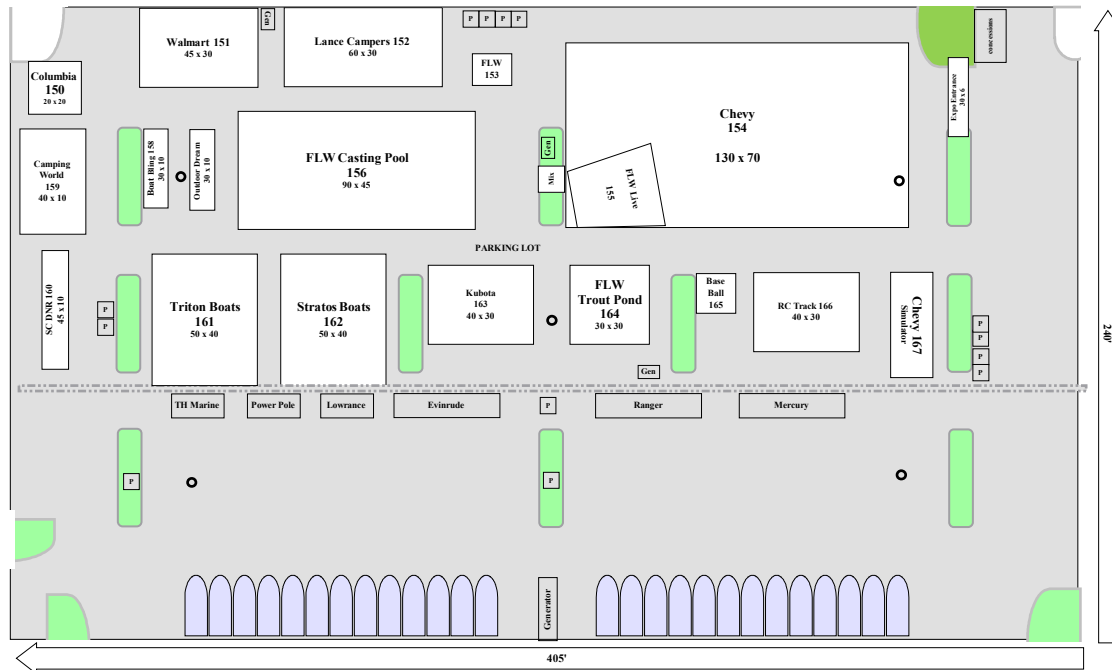 Walmart 151
45 x 30
Gen
Lance Campers 152
60 x 30
P P P P
FLW
153
concessions
Columbia
150
20 x 20
Chevy
154
130 x 70
Expo Entrance
30 x 6
Camping
World
159
40 x 10
Boat Bling 158
30 x 10
Outdoor Dream
30 x 10
FLW Casting Pool
156
90 x 45
Gen
Mix
FLW Live
155
PARKING LOT
SC DNR 160
45 x 10
P
P
Triton Boats
161
50 x 40
Stratos Boats
162
50 x 40
Kubota
163
40 x 30
FLW
Trout Pond
164
30 x 30
Gen
Base
Ball
165
RC Track 166
40 x 30
Chevy 167
Simulator
P
P
P
P
240'
TH Marine
Power Pole
Lowrance
Evinrude
P
Ranger
Mercury
P
P
Generator
405'